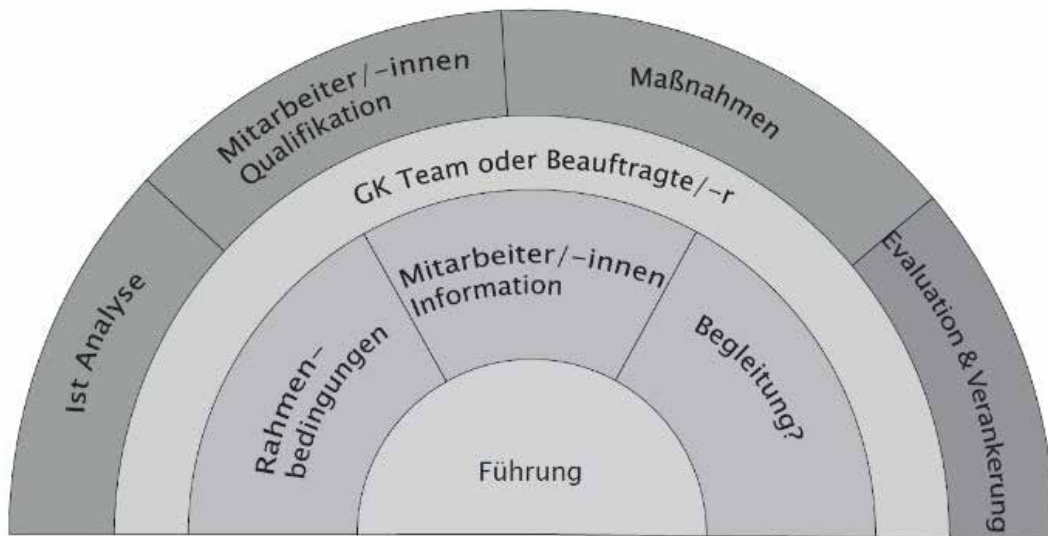 Ist Analyse
Mitarbeiter/-innen
Qualifikation
Maßnahmen
Evaluation & Verankerung
GK Team oder Beauftragte/-r
Rahmen-
bedingungen
Mitarbeiter/-innen
Information
Begleitung?
Führung